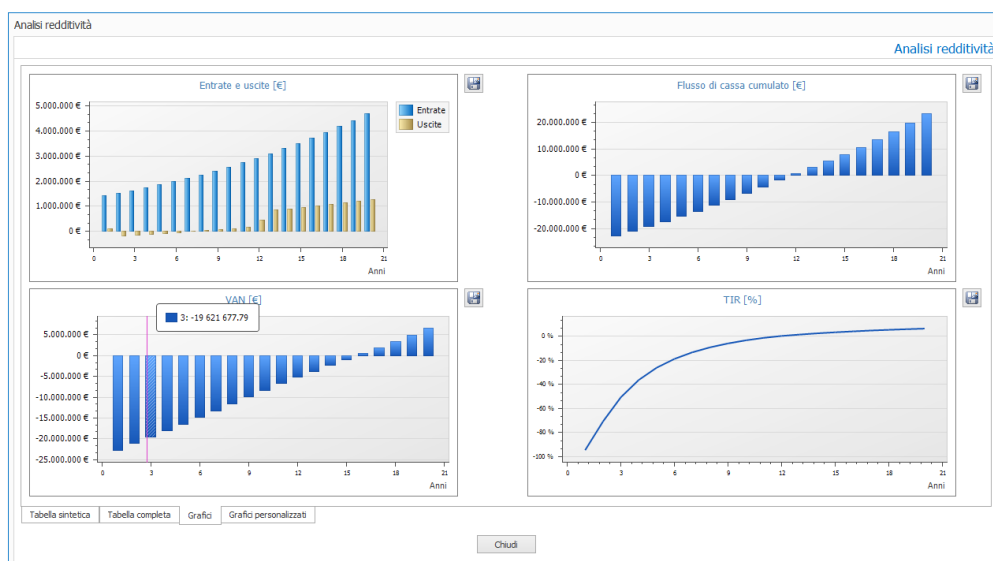 Analisi redditività
Analisi redditività
Entrate e uscite [€]
5.000.000 €
4.000.000 €
3.000.000 €
2.000.000 €
1.000.000 €
0 €
0 3 6 9 12 15 18 21
Anni
Entrate
Uscite
Flusso di cassa cumulato [€]
20.000.000 €
10.000.000 €
0 €
-10.000.000 €
-20.000.000 €
0 3 6 9 12 15 18 21
Anni
VAN [€]
3: -19 621 677.79
5.000.000 €
0 €
-5.000.000 €
-10.000.000 €
-15.000.000 €
-20.000.000 €
-25.000.000 €
0 3 6 9 12 15 18 21
Anni
TIR [%]
0 %
-20 %
-40 %
-60 %
-80 %
-100 %
0 3 6 9 12 15 18 21
Anni
Tabella sintetica Tabella completa Grafici Grafici personalizzati
Chiudi